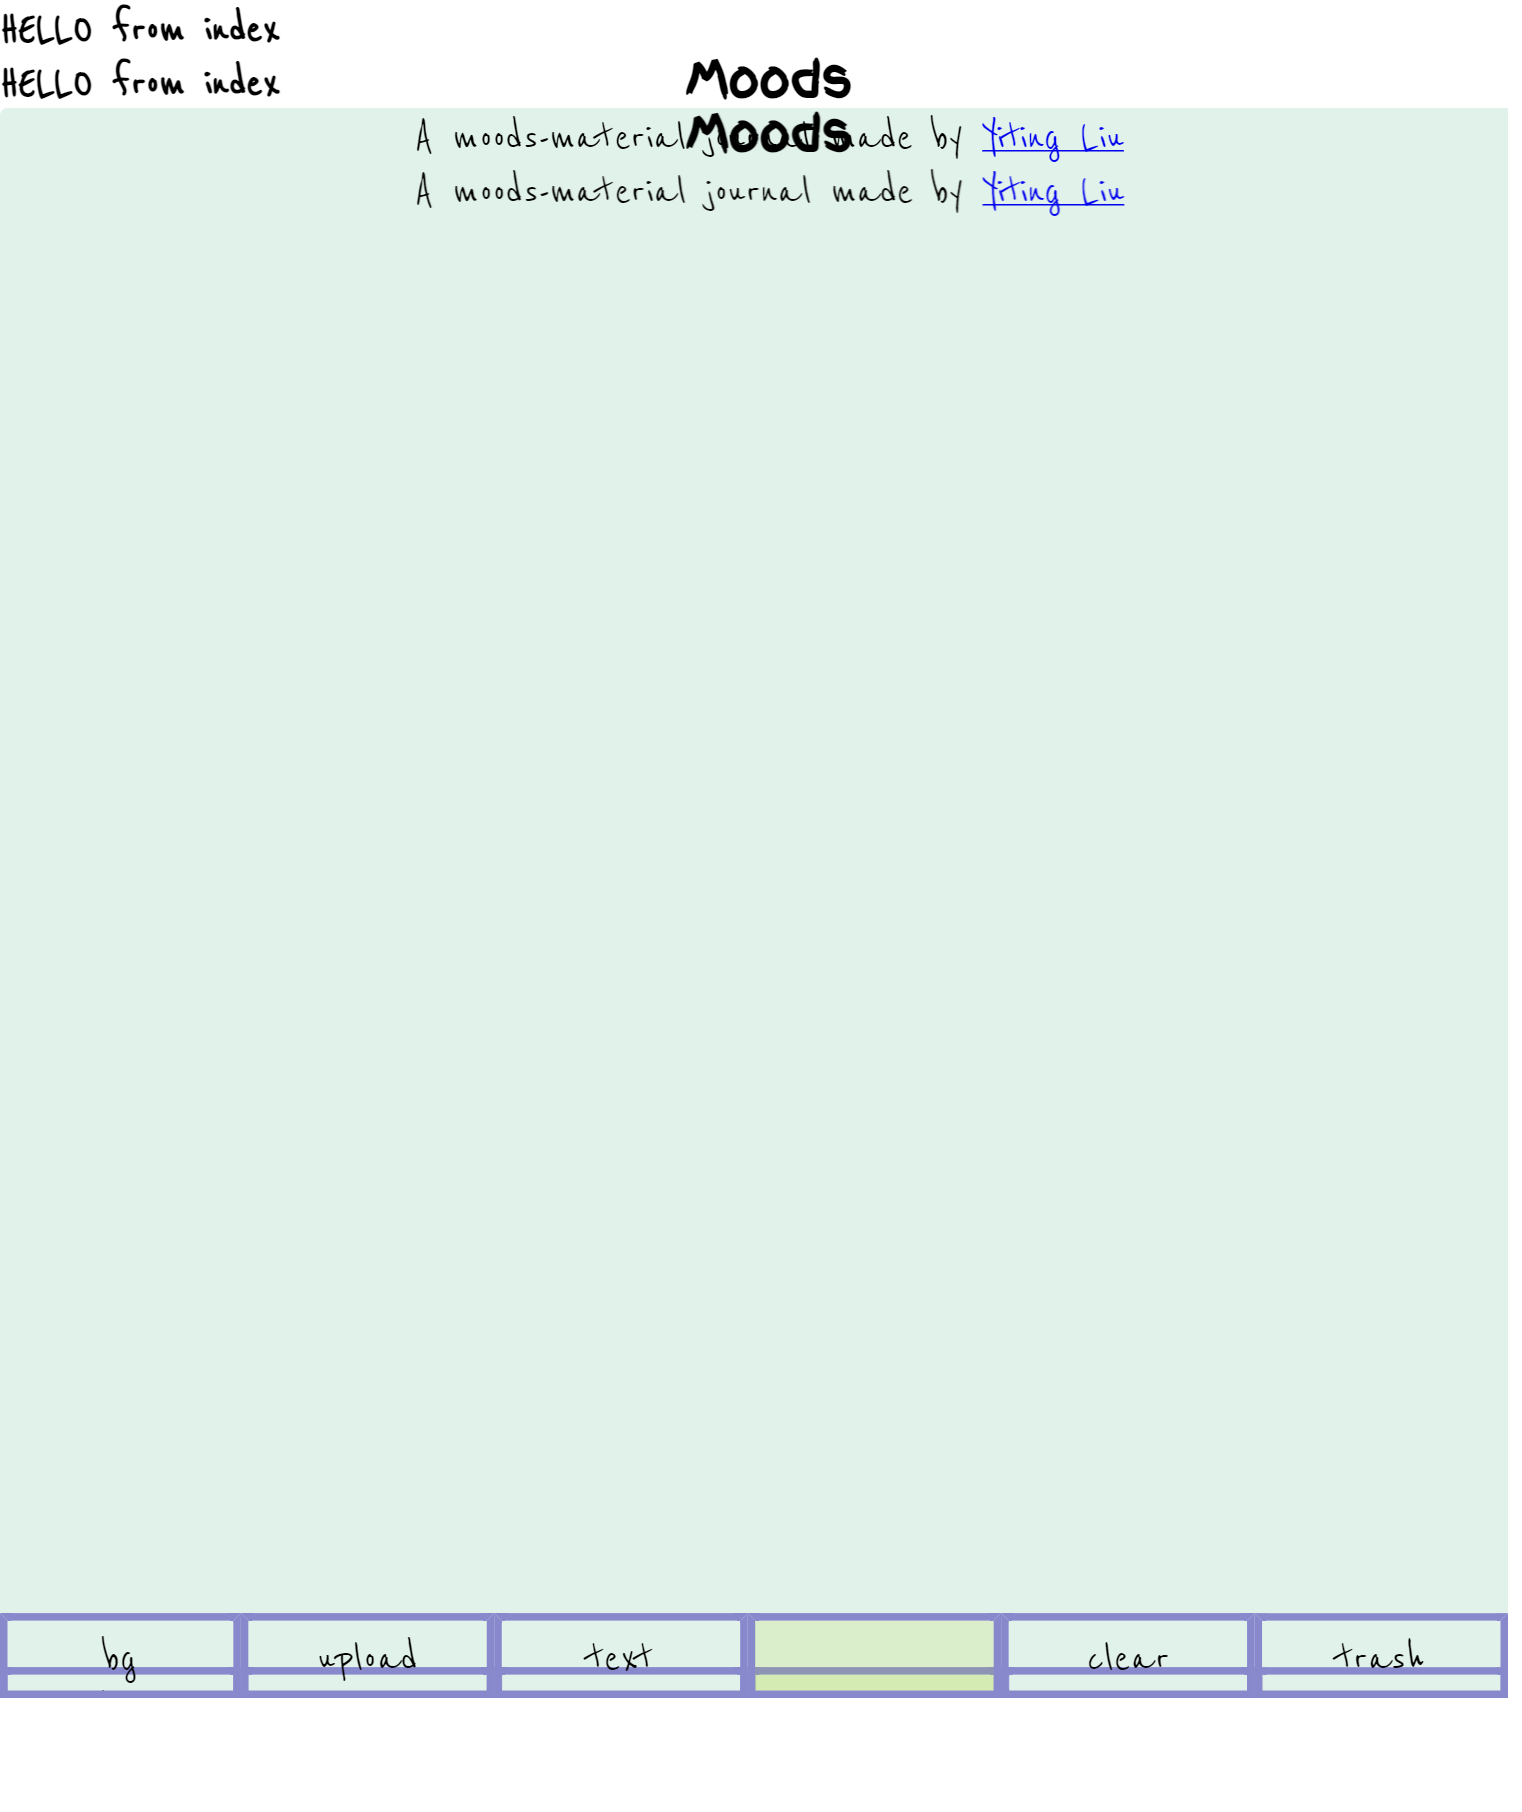 HELLO from index
HELLO from index
Moods
Moods
A moods-material journal made by Yiting Liu
A moods-material journal made by Yiting Liu
bg upload text clear trash